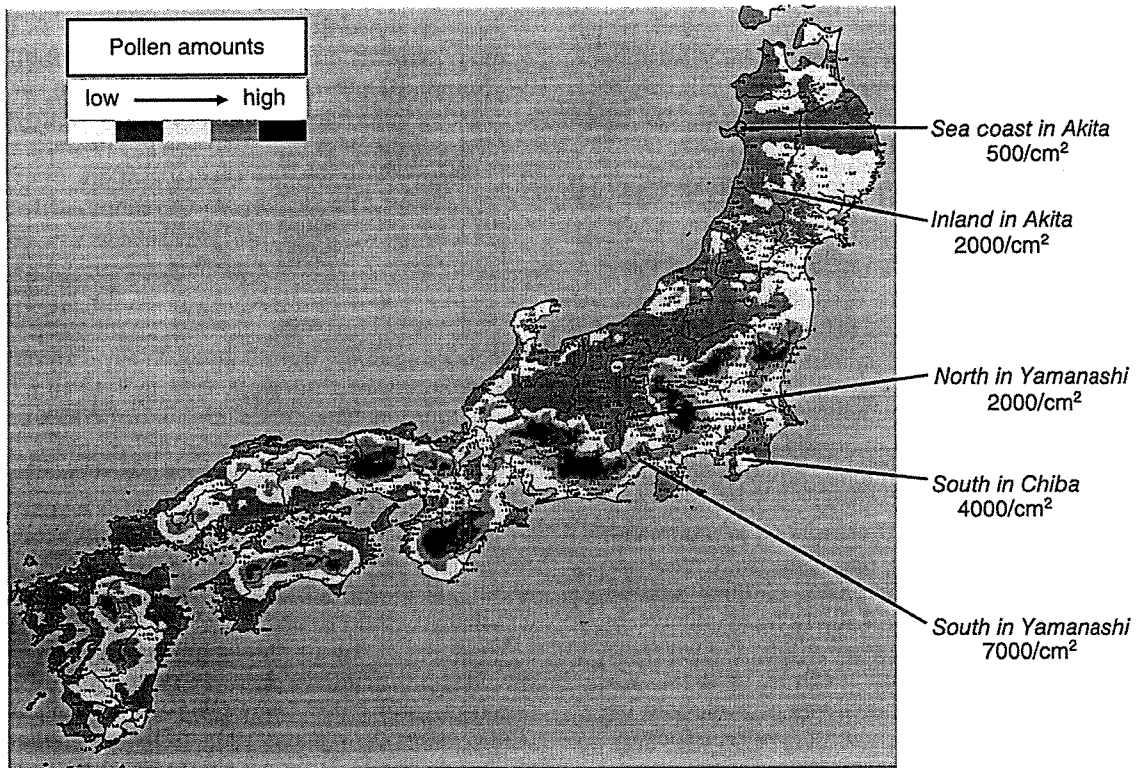 Pollen amounts
low → high
Sea coast in Akita
500/cm²
Inland in Akita
2000/cm²
North in Yamanashi
2000/cm²
South in Chiba
4000/cm²
South in Yamanashi
7000/cm²